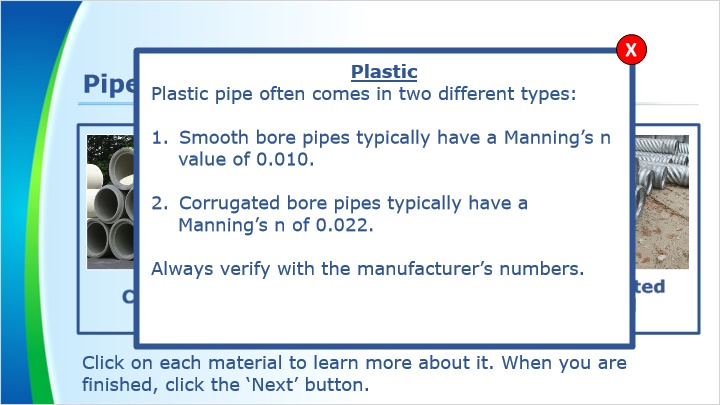 X
Plastic
Pipe
Plastic pipe often comes in two different types:
1. Smooth bore pipes typically have a Manning’s n
value of 0.010.
2. Corrugated bore pipes typically have a
Manning’s n of 0.022.
Always verify with the manufacturer’s numbers.
Click on each material to learn more about it. When you are
finished, click the ‘Next’ button.